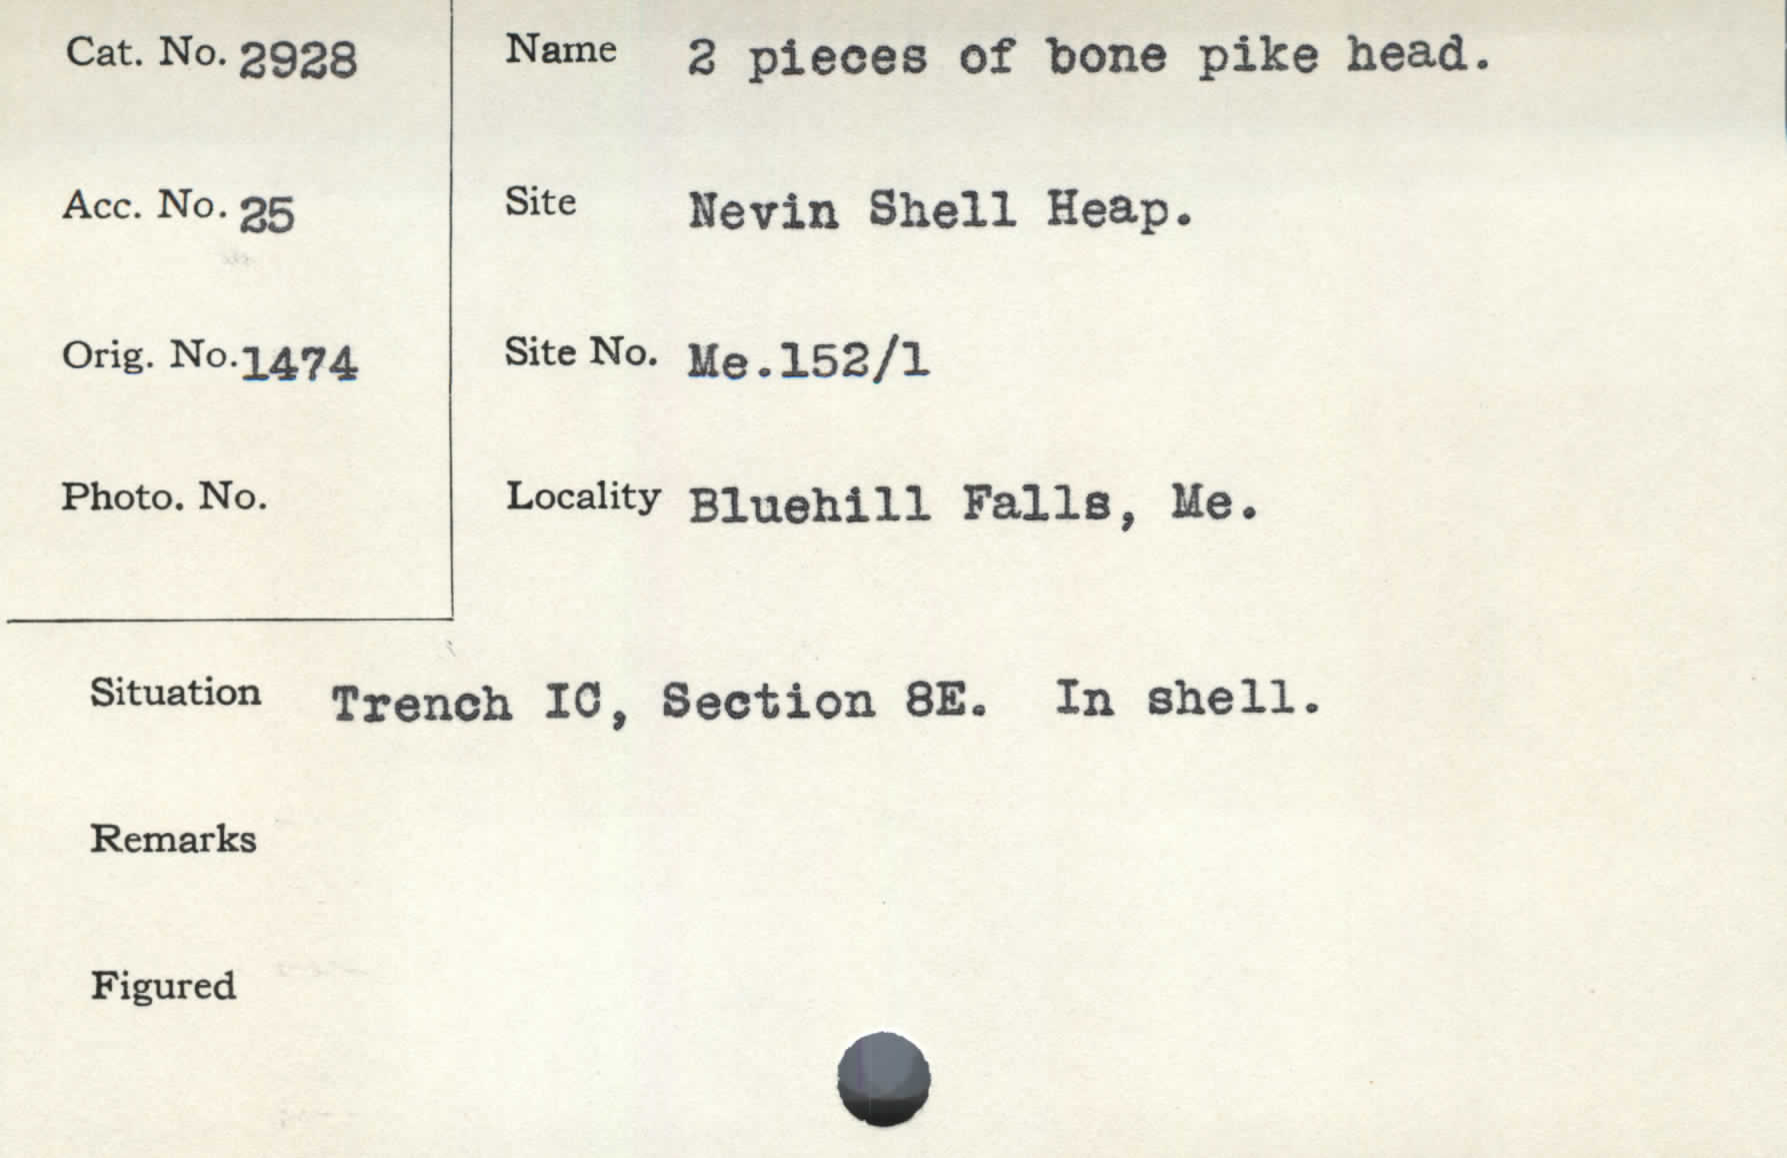 Cat. No. 2928
Acc. No. 25
Orig. No. 1474
Photo. No.
Name 2 pieces of bone pike head.
Site Nevin Shell Heap.
Site No. Me.152/1
Locality Bluehill Falls, Me.
Situation Trench IC, Section 8E. In shell.
Remarks
Figured